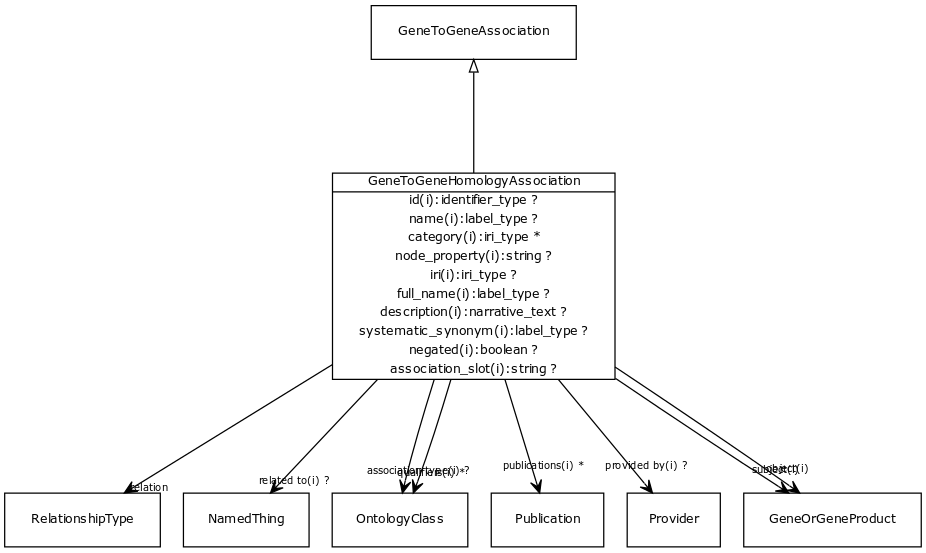 GeneToGeneAssociation
GeneToGeneHomologyAssociation
id(i):identifier_type ?
name(i):label_type ?
category(i):iri_type *
node_property(i):string ?
iri(i):iri_type ?
full_name(i):label_type ?
description(i):narrative_text ?
systematic_synonym(i):label_type ?
negated(i):boolean ?
association_slot(i):string ?
relation
related to(i) ?
association type(i) ?
publications(i) *
provided by(i) ?
subject(i)
object(i)
RelationshipType
NamedThing
OntologyClass
Publication
Provider
GeneOrGeneProduct